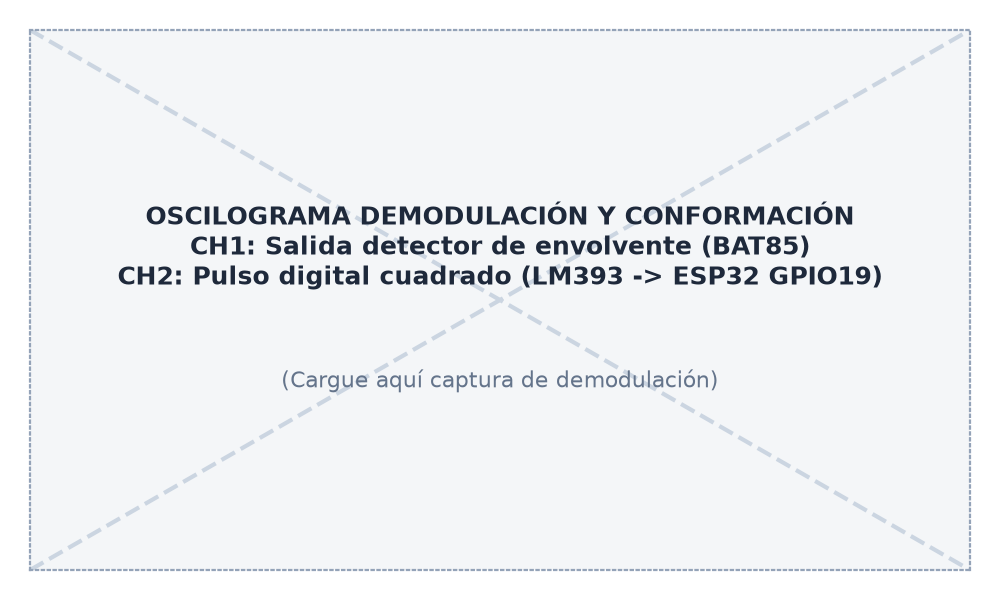 OSCILOGRAMA DEMODULACIÓN Y CONFORMACIÓN
CH1: Salida detector de envolvente (BAT85)
CH2: Pulso digital cuadrado (LM393 -> ESP32 GPIO19)
(Cargue aquí captura de demodulación)